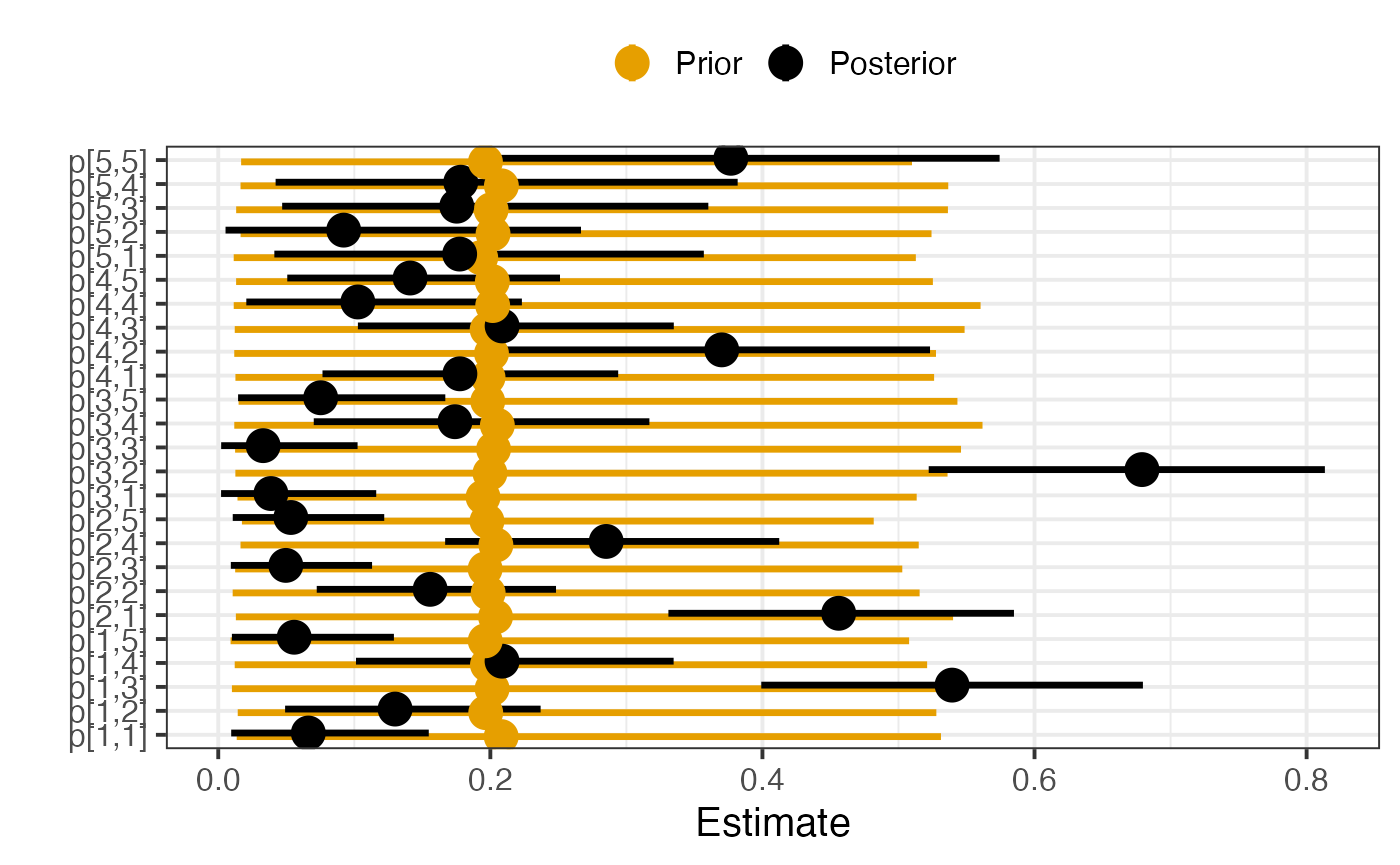 Prior Posterior
p[5,5]
p[5,4]
p[5,3]
p[5,2]
p[5,1]
p[4,5]
p[4,4]
p[4,3]
p[4,2]
p[4,1]
p[3,5]
p[3,4]
p[3,3]
p[3,2]
p[3,1]
p[2,5]
p[2,4]
p[2,3]
p[2,2]
p[2,1]
p[1,5]
p[1,4]
p[1,3]
p[1,2]
p[1,1]
0.0 0.2 0.4 0.6 0.8
Estimate